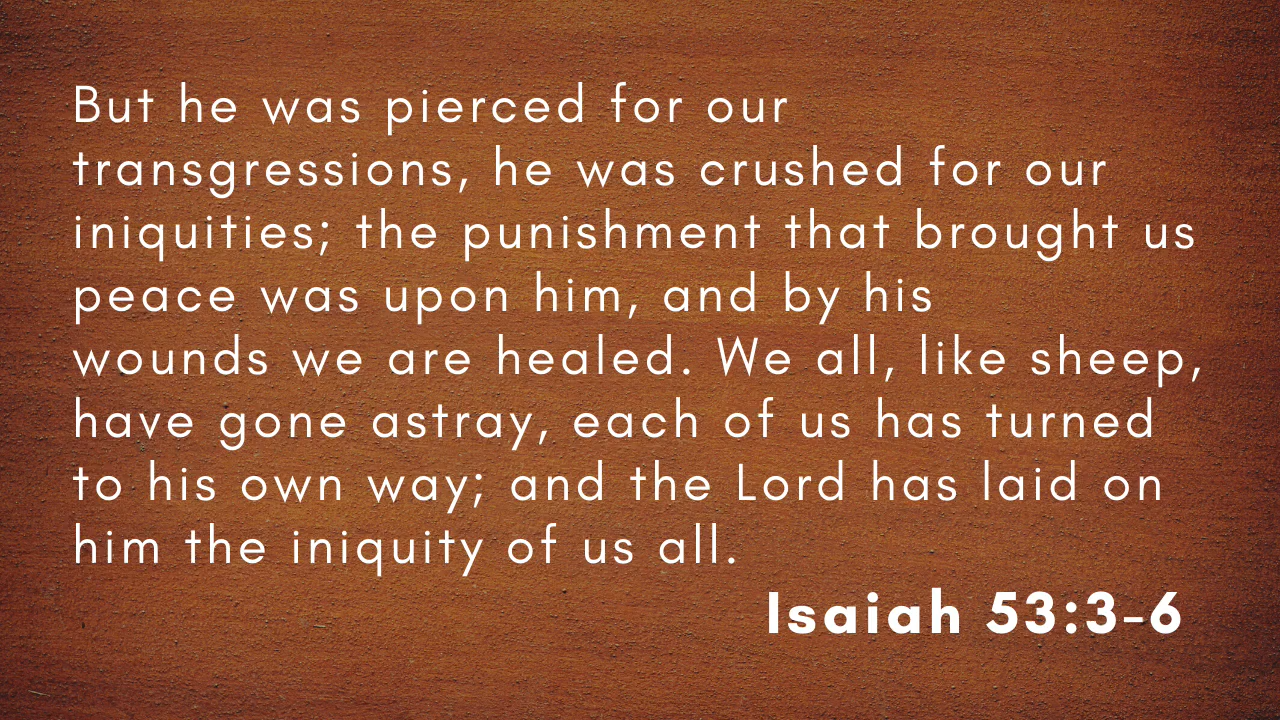 But he was pierced for our
transgressions, he was crushed for our
iniquities; the punishment that brought us
peace was upon him, and by his
wounds we are healed. We all, like sheep,
have gone astray, each of us has turned
to his own way; and the Lord has laid on
him the iniquity of us all.
Isaiah 53:3-6